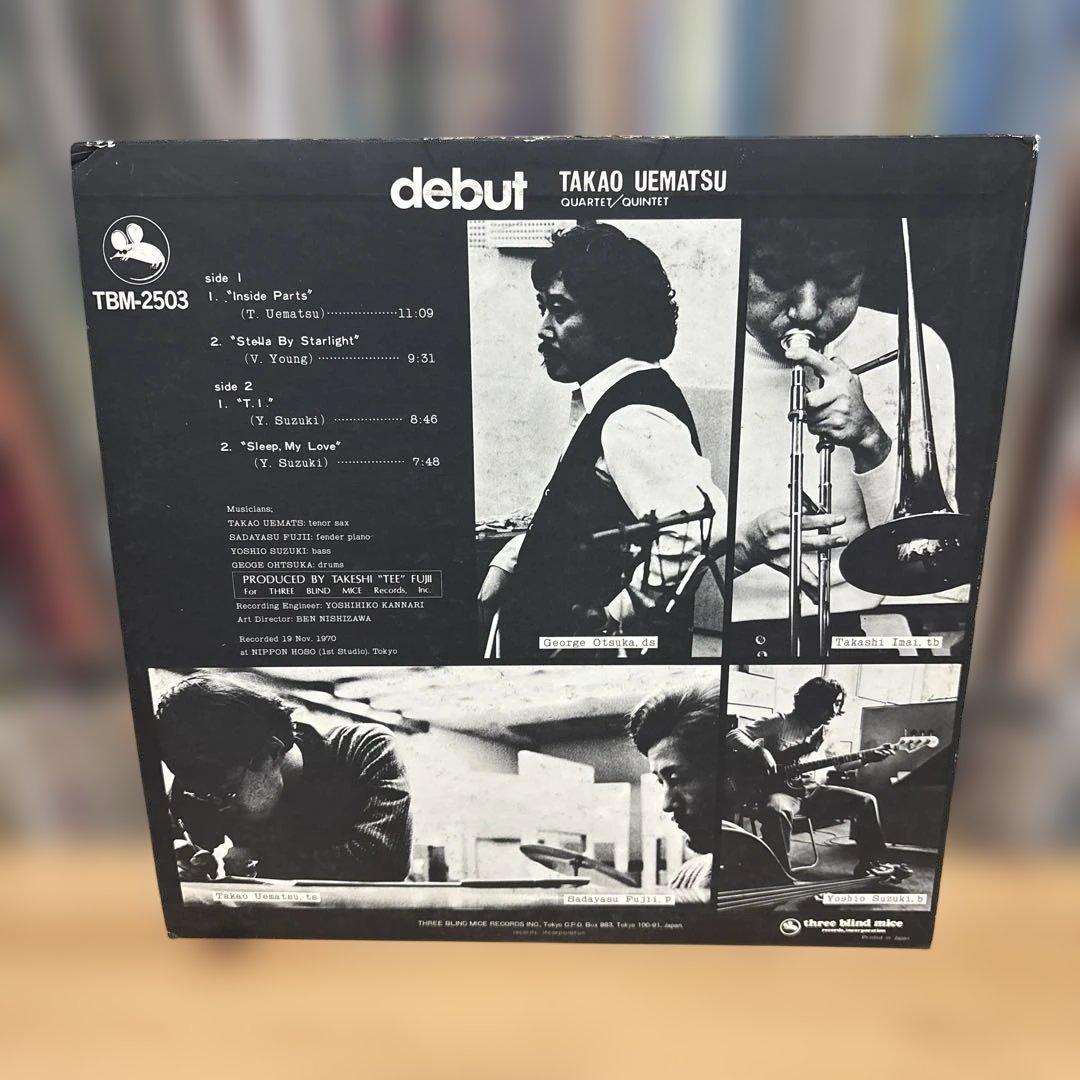 debut TAKAO UEMATSU
QUARTET/QUINTET
TBM-2503
side 1
1. "Inside Parts"
(T. Uematsu)··················11:09
2. "Stella By Starlight"
(V. Young) ····················· 9:31
side 2
1. "T.I."
(Y. Suzuki) ·················· 8:46
2. "Sleep, My Love"
(Y. Suzuki) ·················· 7:48
Musicians;
TAKAO UEMATS: tenor sax
SADAYASU FUJII: fender piano
YOSHIO SUZUKI: bass
GEOGE OHTSUKA: drums
PRODUCED BY TAKESHI "TEE" FUJII
For THREE BLIND MICE Records, Inc.
Recording Engineer: YOSHIHIKO KANNARI
Art Director: BEN NISHIZAWA
Recorded 19 Nov. 1970
at NIPPON HOSO (1st Studio). Tokyo
George Otsuka, ds
Takashi Imai, tb
Takao Uematsu, ts
Sadayasu Fujii, p
Yoshio Suzuki, b
THREE BLIND MICE RECORDS INC., Tokyo C.P.O. Box 883, Tokyo 100-91, Japan.
three blind mice
records, incorporation
Printed in Japan